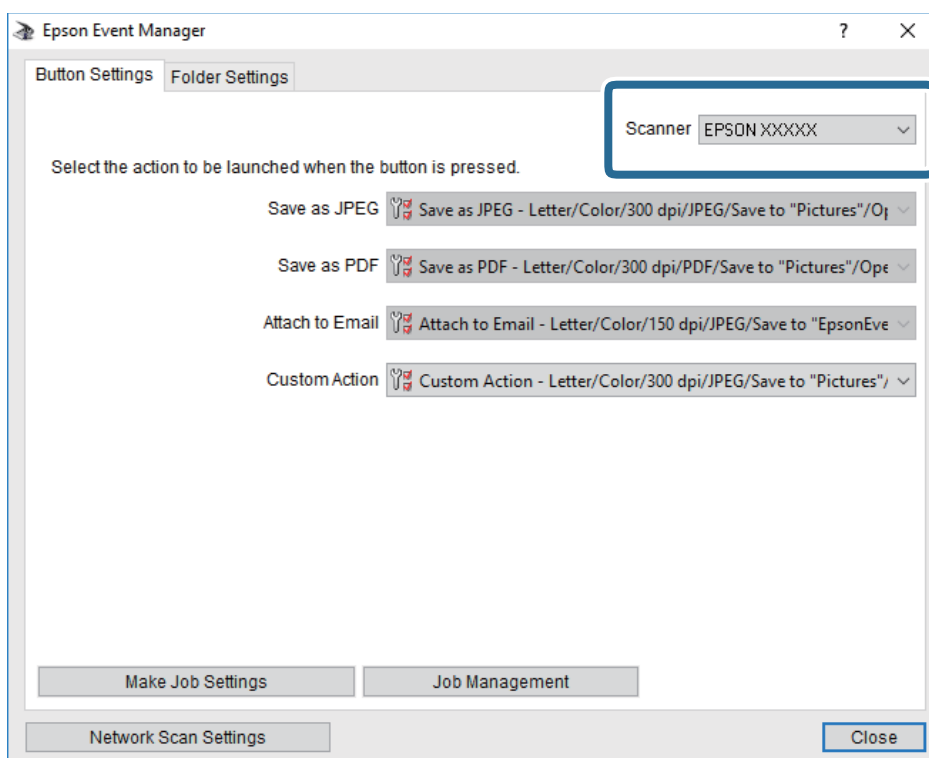 Epson Event Manager
?
Button Settings
Folder Settings
Scanner
EPSON XXXXX
Select the action to be launched when the button is pressed.
Save as JPEG
Save as JPEG - Letter/Color/300 dpi/JPEG/Save to "Pictures"/O
Save as PDF
Save as PDF - Letter/Color/300 dpi/PDF/Save to "Pictures"/Ope
Attach to Email
Attach to Email - Letter/Color/150 dpi/JPEG/Save to "EpsonEve
Custom Action
Custom Action - Letter/Color/300 dpi/JPEG/Save to "Pictures"/
Make Job Settings
Job Management
Network Scan Settings
Close